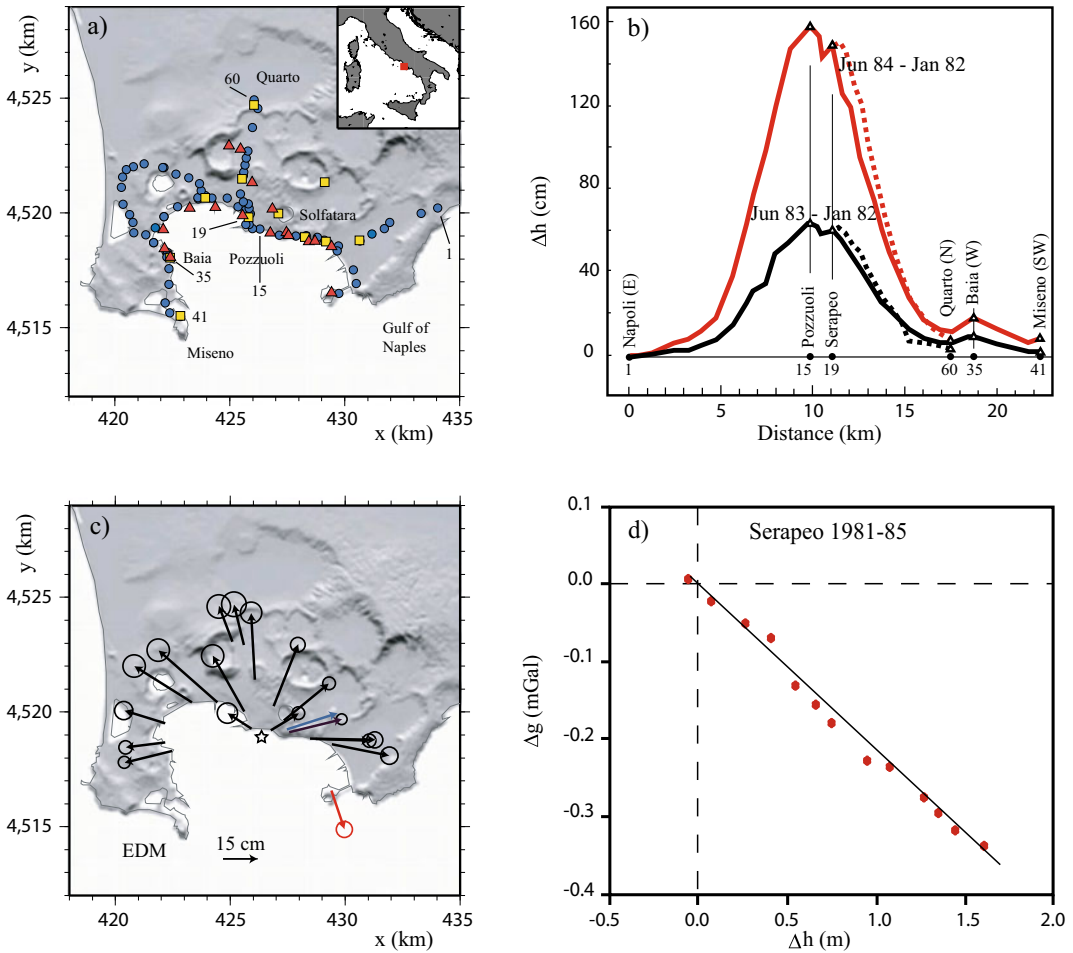 a)
y (km)
4,525
4,520
4,515
60
Quarto
Solfatara
19
Pozzuoli
15
Baia
35
41
Miseno
1
Gulf of
Naples
420
425
430
435
x (km)
b)
Δh (cm)
160
120
80
40
0
Jun 84 - Jan 82
Jun 83 - Jan 82
Napoli (E)
Pozzuoli
Serapeo
Quarto (N)
Baia (W)
Miseno (SW)
1
15
19
60
35
41
0
5
10
15
20
Distance (km)
c)
y (km)
4,525
4,520
4,515
EDM
15 cm
420
425
430
435
x (km)
d)
Serapeo 1981-85
Δg (mGal)
0.1
0.0
-0.1
-0.2
-0.3
-0.4
-0.5
0.0
0.5
1.0
1.5
2.0
Δh (m)